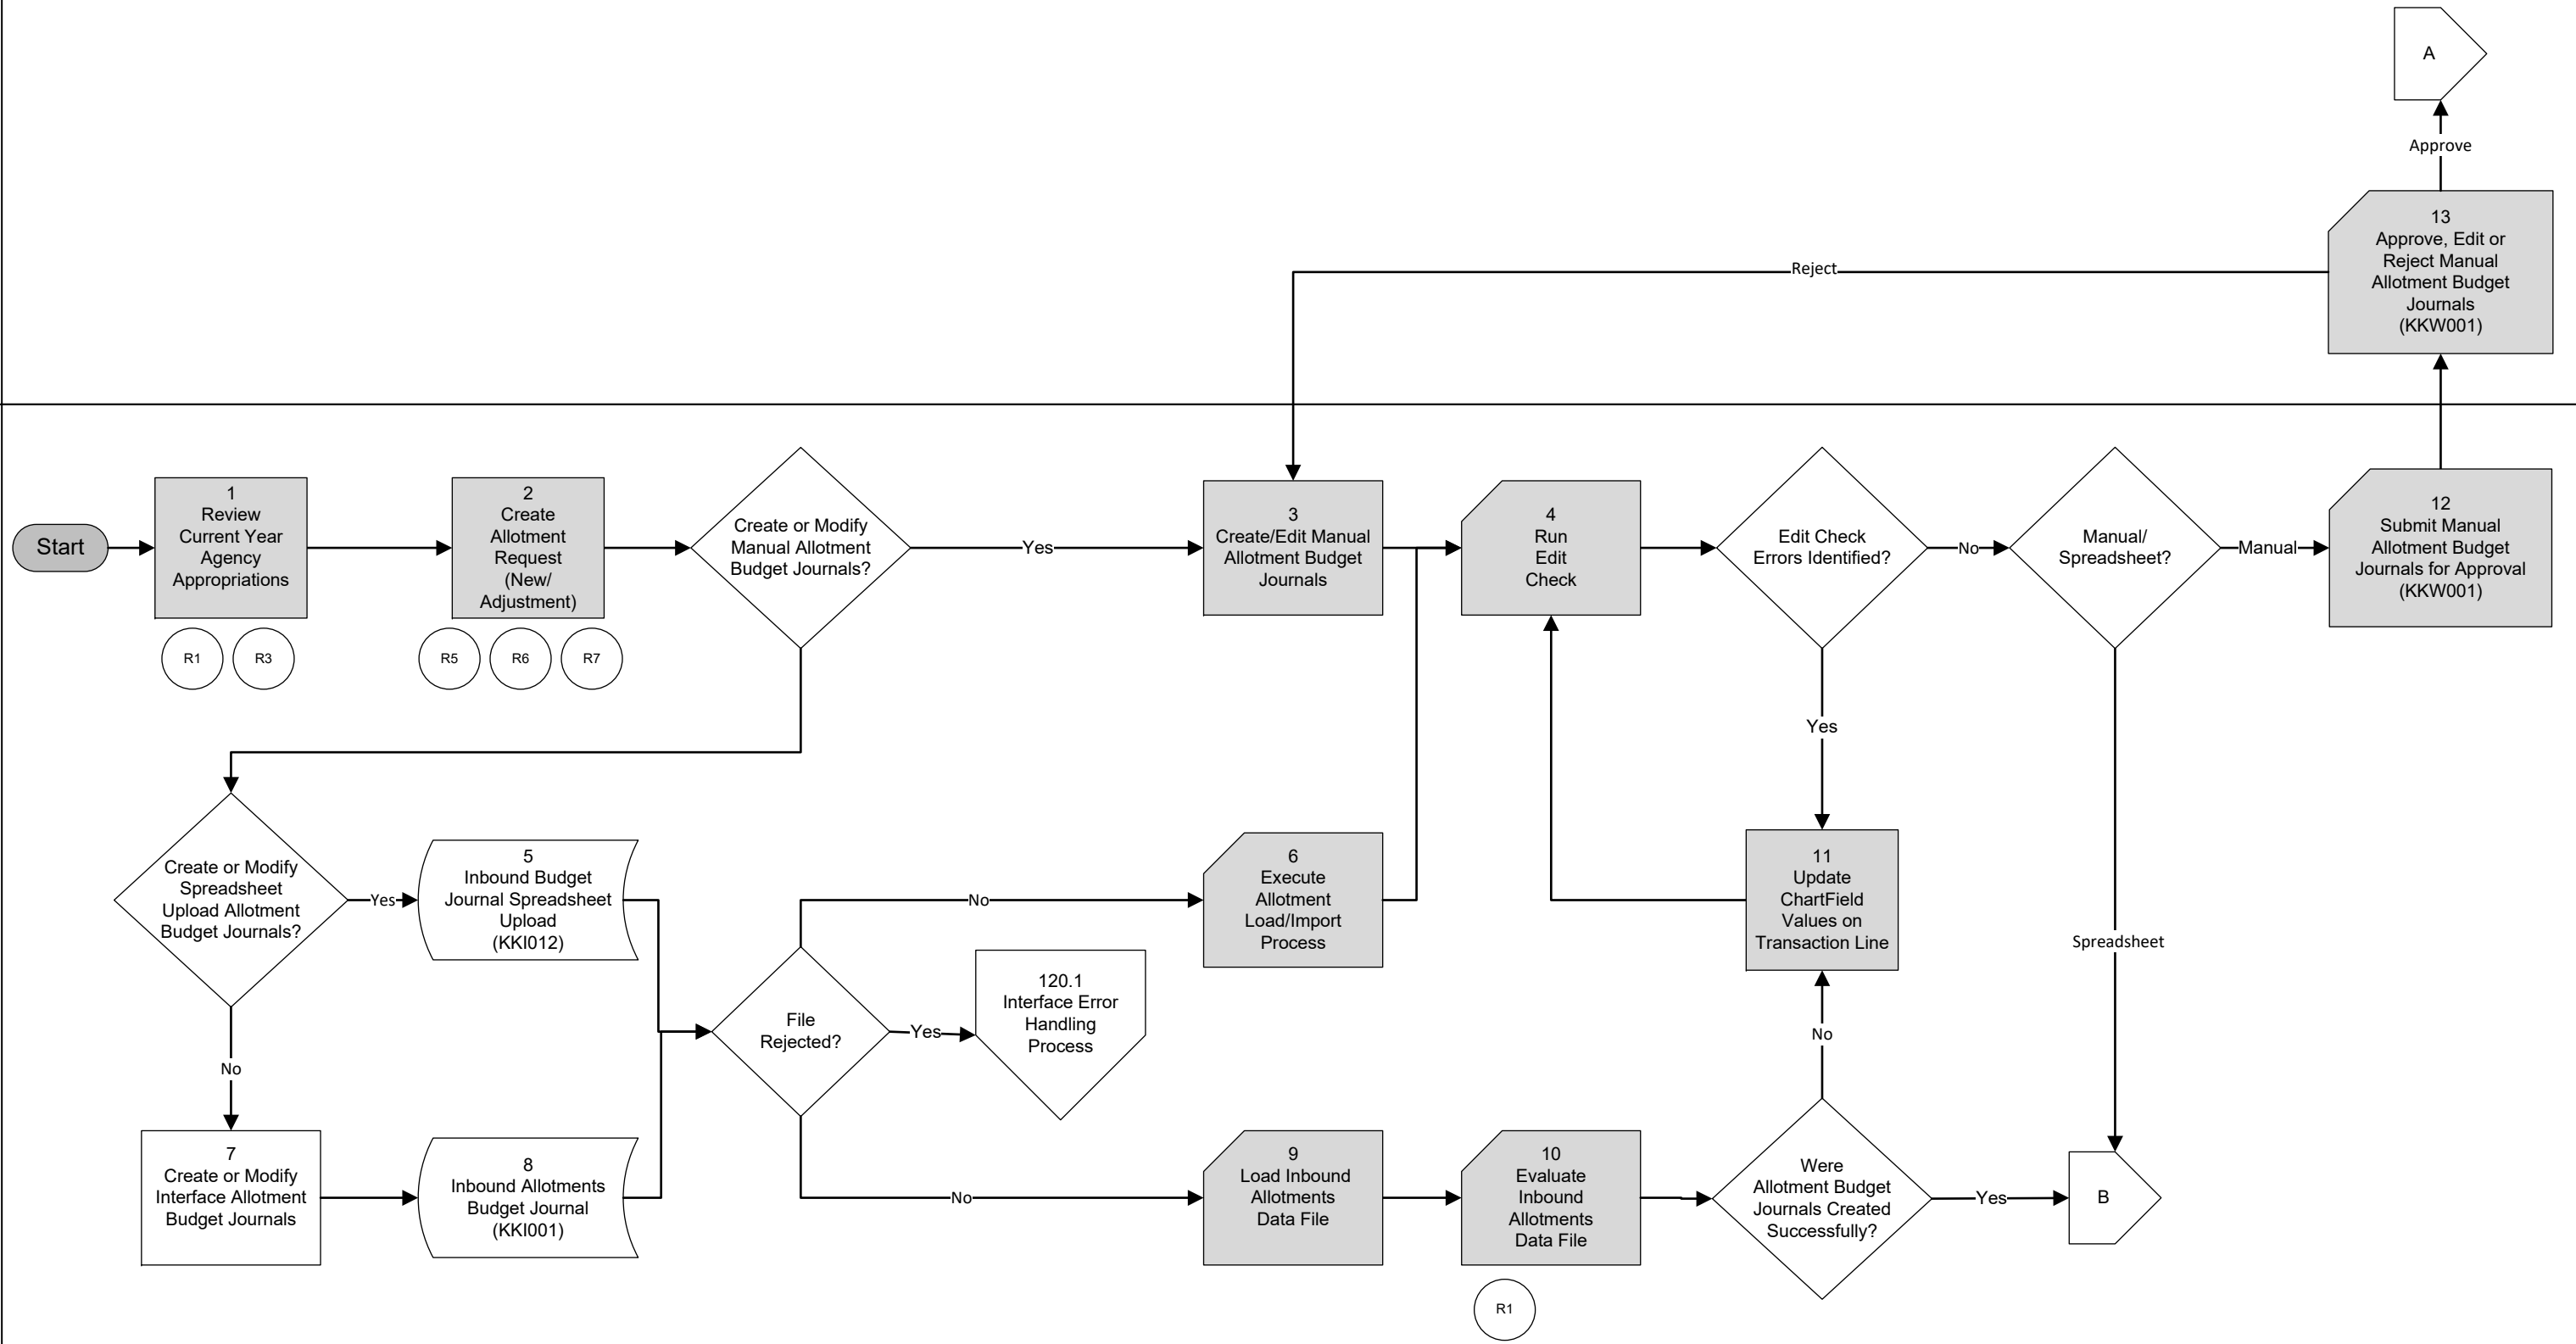 A
Approve
13
Approve, Edit or
Reject Manual
Allotment Budget
Journals
(KKW001)
Reject
Start
1
Review
Current Year
Agency
Appropriations
R1
R3
2
Create
Allotment
Request
(New/
Adjustment)
R5
R6
R7
Create or Modify
Manual Allotment
Budget Journals?
Yes
3
Create/Edit Manual
Allotment Budget
Journals
4
Run
Edit
Check
Edit Check
Errors Identified?
No
Manual/
Spreadsheet?
Manual
12
Submit Manual
Allotment Budget
Journals for Approval
(KKW001)
Yes
Spreadsheet
Create or Modify
Spreadsheet
Upload Allotment
Budget Journals?
Yes
5
Inbound Budget
Journal Spreadsheet
Upload
(KKI012)
No
6
Execute
Allotment
Load/Import
Process
11
Update
ChartField
Values on
Transaction Line
File
Rejected?
Yes
120.1
Interface Error
Handling
Process
No
No
7
Create or Modify
Interface Allotment
Budget Journals
8
Inbound Allotments
Budget Journal
(KKI001)
No
9
Load Inbound
Allotments
Data File
10
Evaluate
Inbound
Allotments
Data File
R1
Were
Allotment Budget
Journals Created
Successfully?
Yes
B